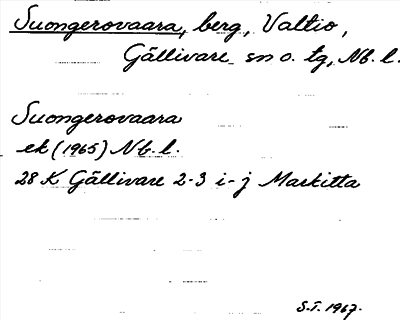 Suongerovaara, berg, Valtio,
Gällivare sn o. tg, Nb. l.
Suongerovaara
ek (1965) Nb. l.
28 K Gällivare 2-3 i-j Markitta
S.T. 1967.